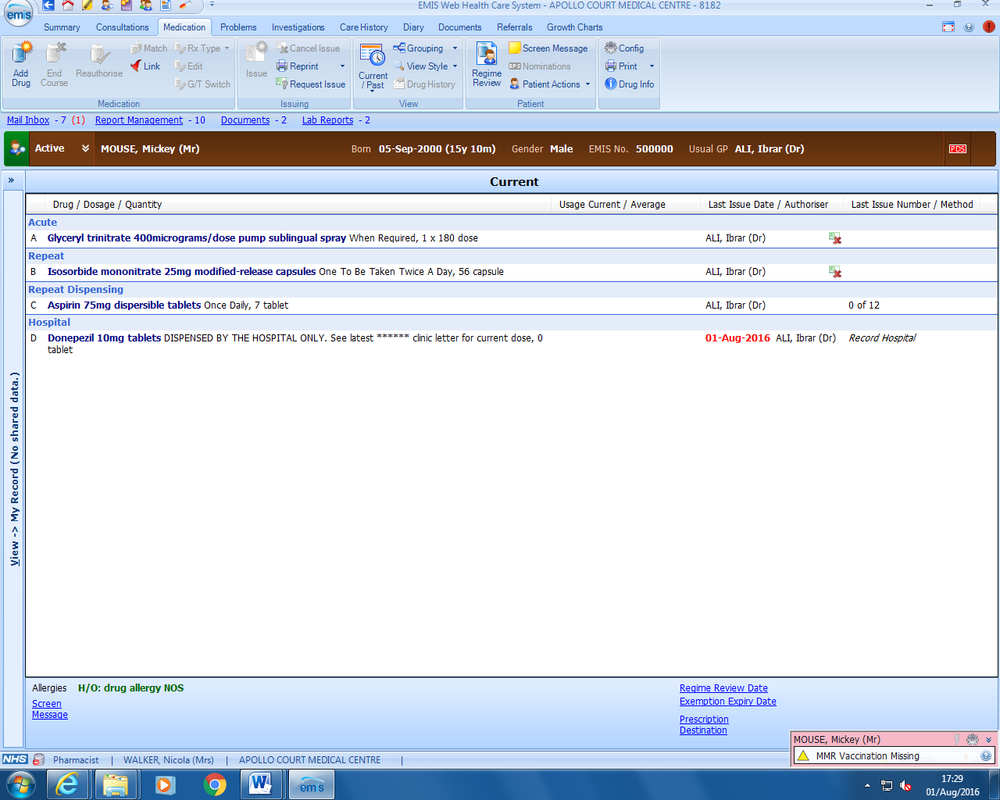 EMIS Web Health Care System - APOLLO COURT MEDICAL CENTRE - 8182
emis
Summary Consultations Medication Problems Investigations Care History Diary Documents Referrals Growth Charts
Add Drug End Course Reauthorise Match Link Rx Type Edit G/T Switch
Medication
Issue Cancel Issue Reprint Request Issue
Issuing
Current / Past Grouping View Style Drug History
View
Regime Review Screen Message EPS Nominations Patient Actions
Patient
Config Print Drug Info
Mail Inbox - 7 (1) Report Management - 10 Documents - 2 Lab Reports - 2
Active MOUSE, Mickey (Mr) Born 05-Sep-2000 (15y 10m) Gender Male EMIS No. 500000 Usual GP ALI, Ibrar (Dr) PDS
»
View -> My Record (No shared data.)
Current
Drug / Dosage / Quantity Usage Current / Average Last Issue Date / Authoriser Last Issue Number / Method
Acute
A Glyceryl trinitrate 400micrograms/dose pump sublingual spray When Required, 1 x 180 dose ALI, Ibrar (Dr)
Repeat
B Isosorbide mononitrate 25mg modified-release capsules One To Be Taken Twice A Day, 56 capsule ALI, Ibrar (Dr)
Repeat Dispensing
C Aspirin 75mg dispersible tablets Once Daily, 7 tablet ALI, Ibrar (Dr) 0 of 12
Hospital
D Donepezil 10mg tablets DISPENSED BY THE HOSPITAL ONLY. See latest ****** clinic letter for current dose, 0 01-Aug-2016 ALI, Ibrar (Dr) Record Hospital
tablet
Allergies H/O: drug allergy NOS
Screen
Message
Regime Review Date
Exemption Expiry Date
Prescription
Destination
MOUSE, Mickey (Mr)
MMR Vaccination Missing
NHS Pharmacist | WALKER, Nicola (Mrs) | APOLLO COURT MEDICAL CENTRE |
emis
17:29
01/Aug/2016